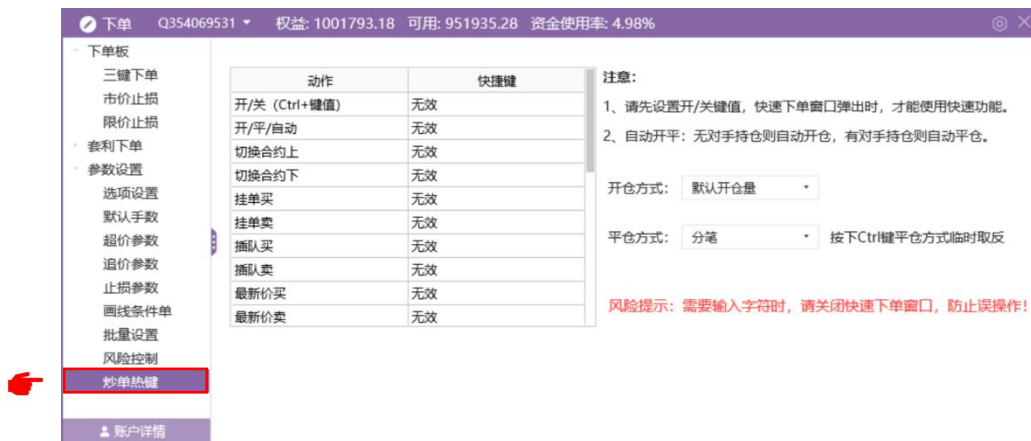 下单 Q354069531 权益: 1001793.18 可用: 951935.28 资金使用率: 4.98%
下单板
三键下单
市价止损
限价止损
套利下单
参数设置
选项设置
默认手数
超价参数
追价参数
止损参数
画线条件单
批量设置
风险控制
炒单热键
账户详情
动作 快捷键
开/关（Ctrl+键值） 无效
开/平/自动 无效
切换合约上 无效
切换合约下 无效
挂单买 无效
挂单卖 无效
插队买 无效
插队卖 无效
最新价买 无效
最新价卖 无效
注意：
1、请先设置开/关键值，快速下单窗口弹出时，才能使用快速功能。
2、自动开平：无对手持仓则自动开仓，有对手持仓则自动平仓。
开仓方式： 默认开仓量
平仓方式： 分笔 按下Ctrl键平仓方式临时取反
风险提示：需要输入字符时，请关闭快速下单窗口，防止误操作！